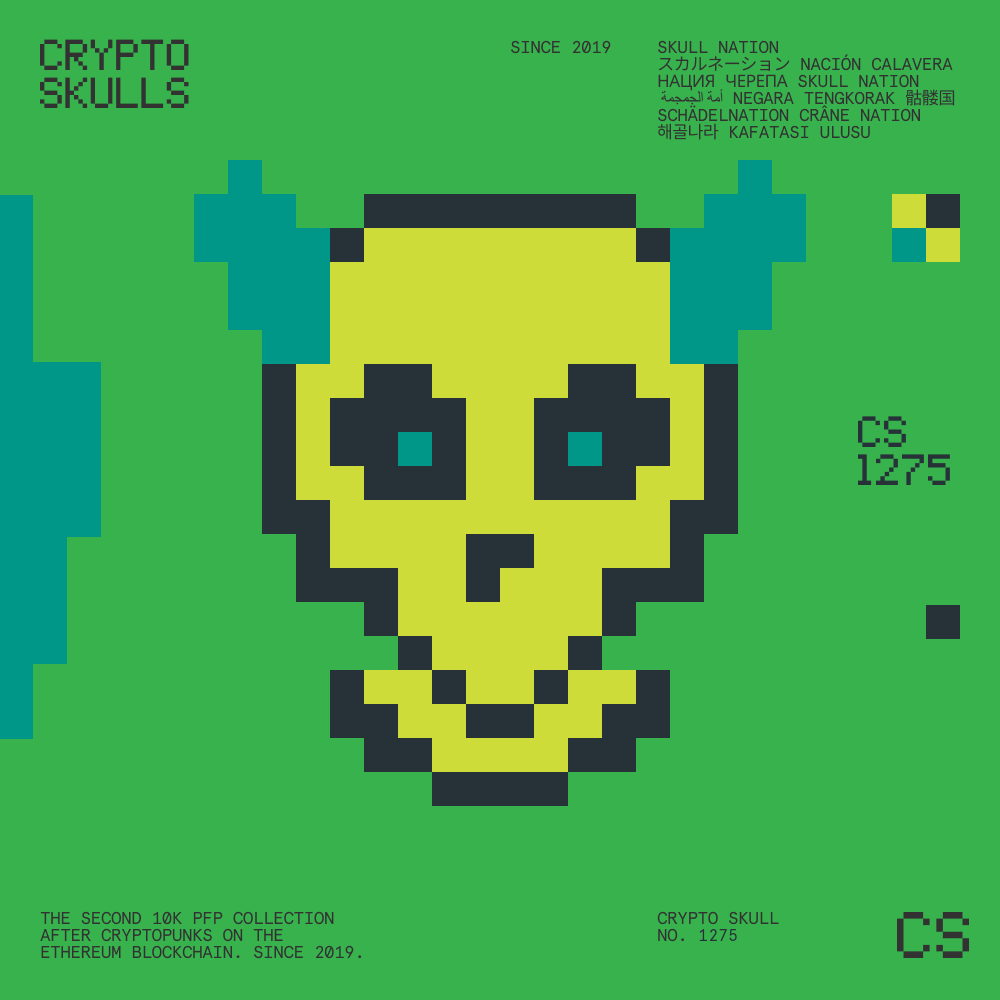 CRYPTO
SKULLS
SINCE 2019
SKULL NATION
スカルネーション NACIÓN CALAVERA
НАЦИЯ ЧЕРЕПА SKULL NATION
أمة الجمجمة NEGARA TENGKORAK 骷髅国
SCHÄDELNATION CRÂNE NATION
해골나라 KAFATASI ULUSU
CS
1275
THE SECOND 10K PFP COLLECTION
AFTER CRYPTOPUNKS ON THE
ETHEREUM BLOCKCHAIN. SINCE 2019.
CRYPTO SKULL
NO. 1275
CS